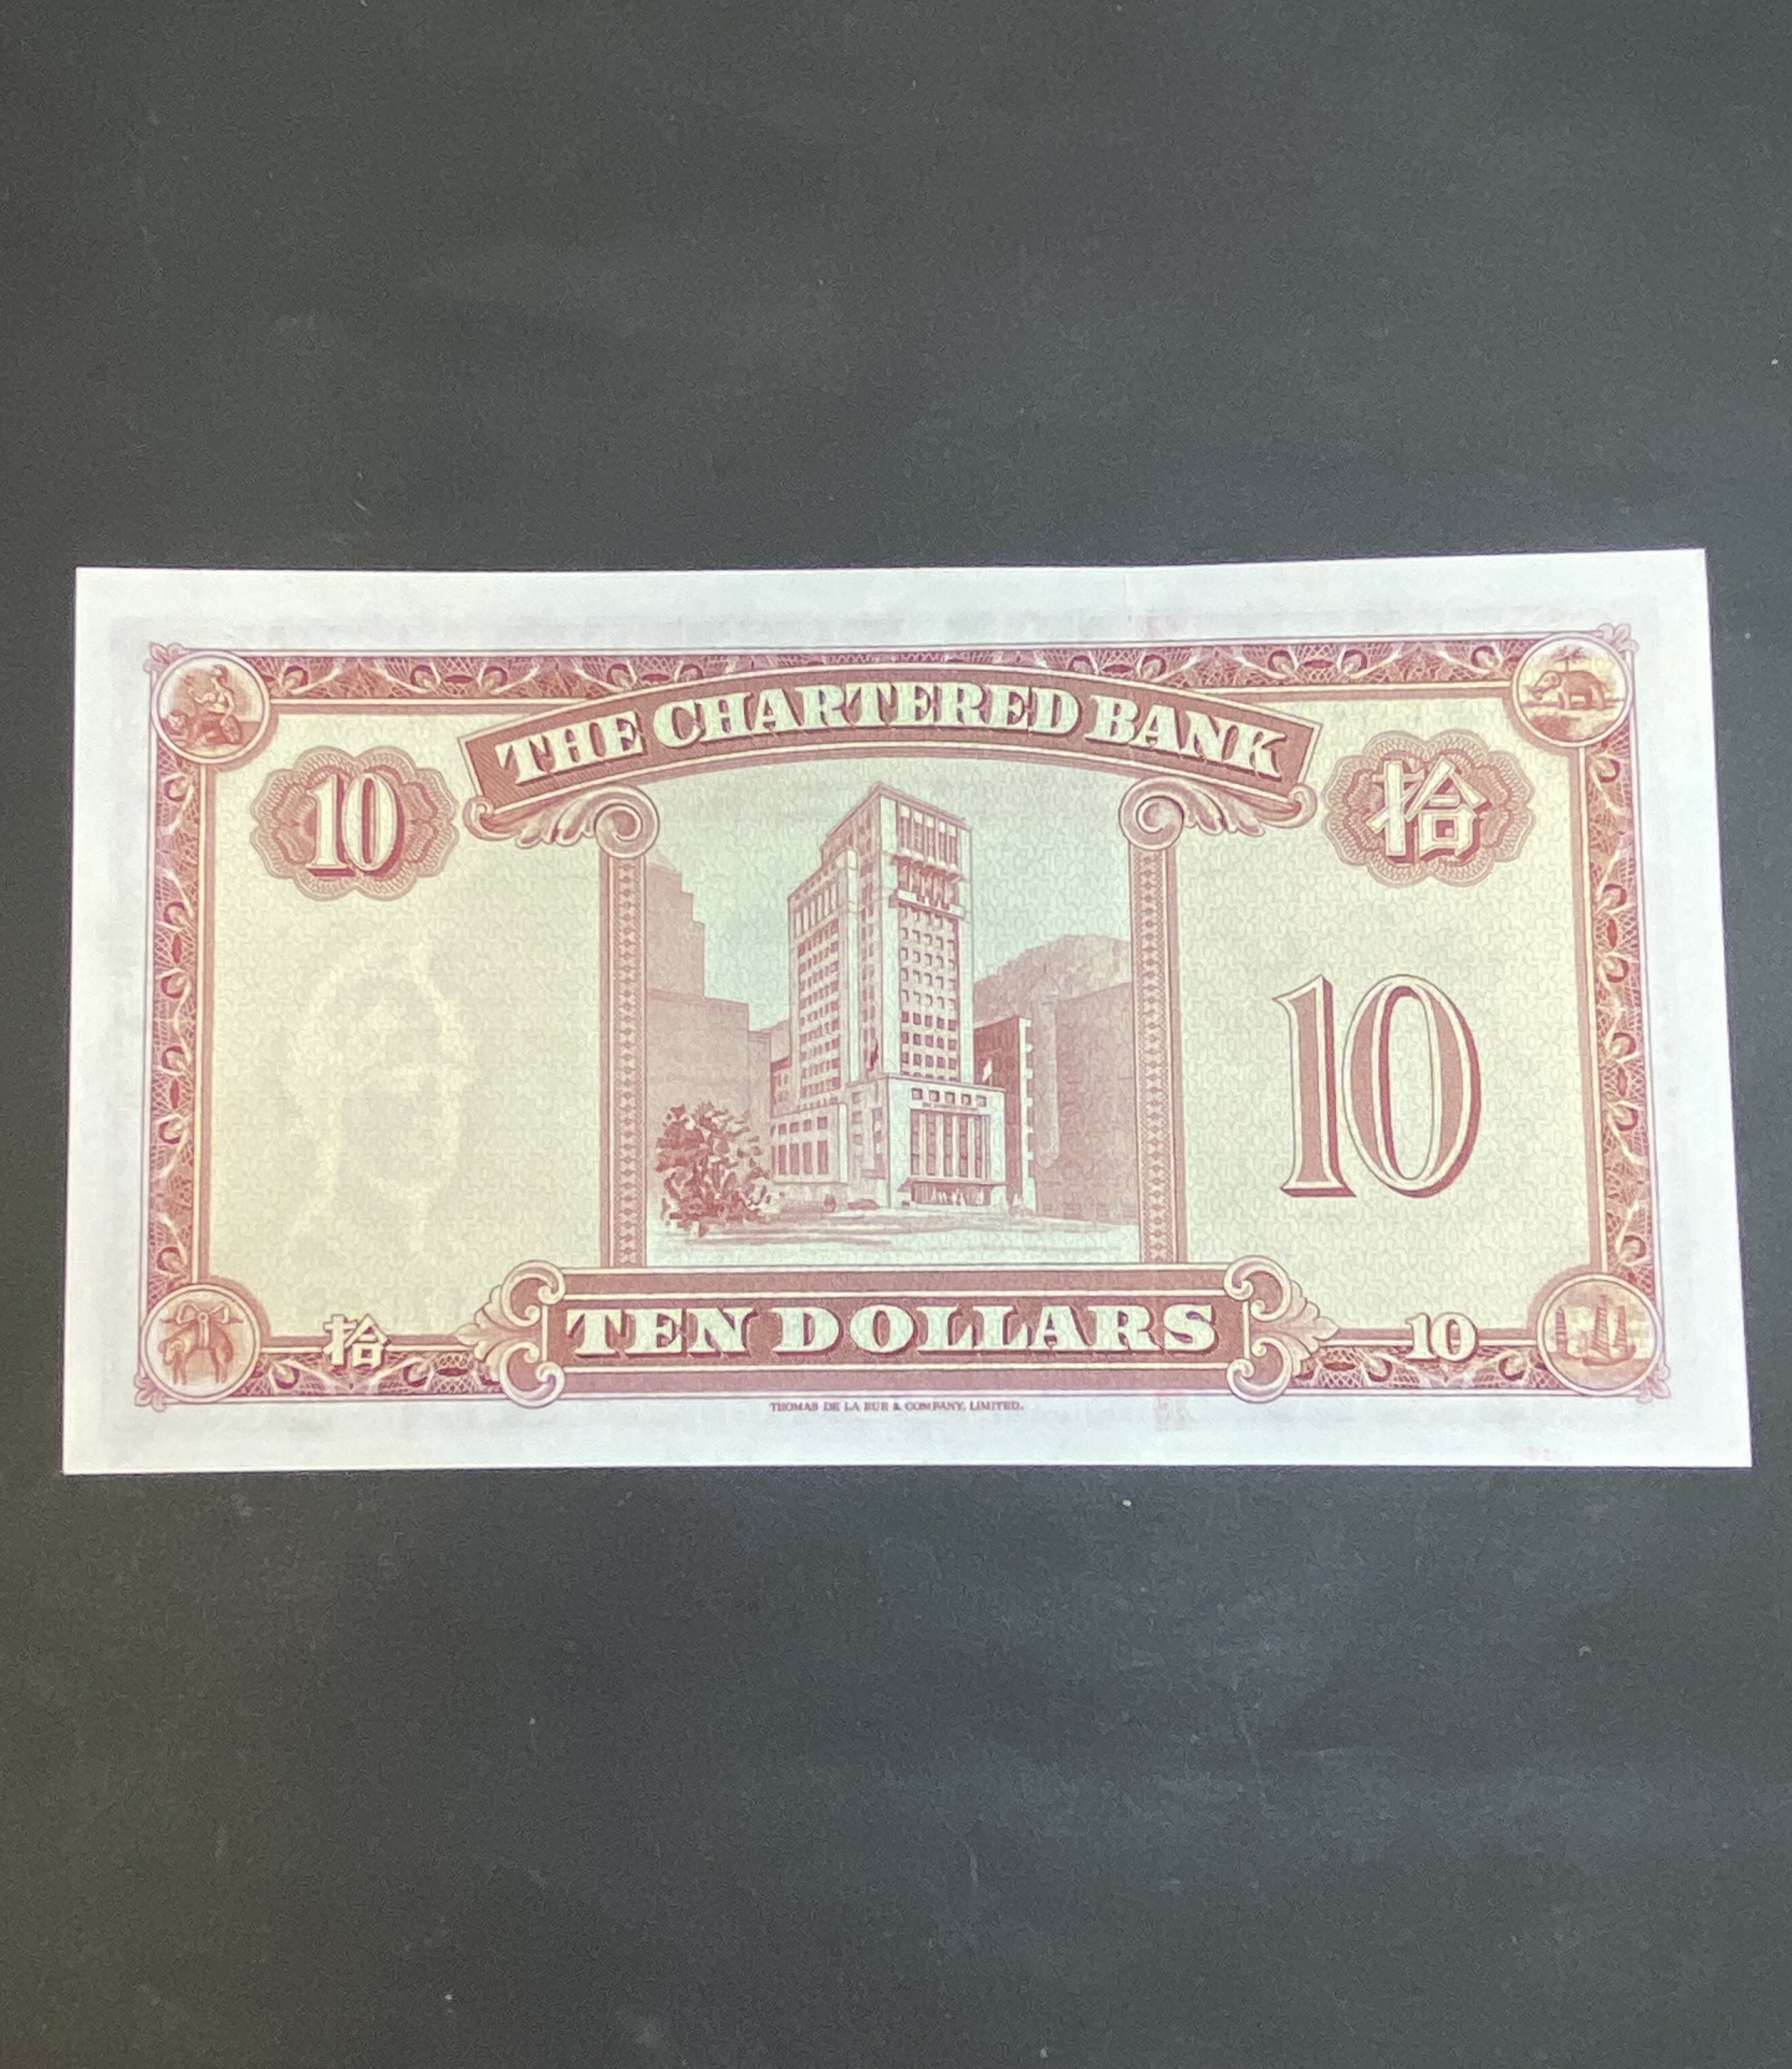 THE CHARTERED BANK
10
拾
10
拾
TEN DOLLARS
10
THOMAS DE LA RUE & COMPANY, LIMITED.